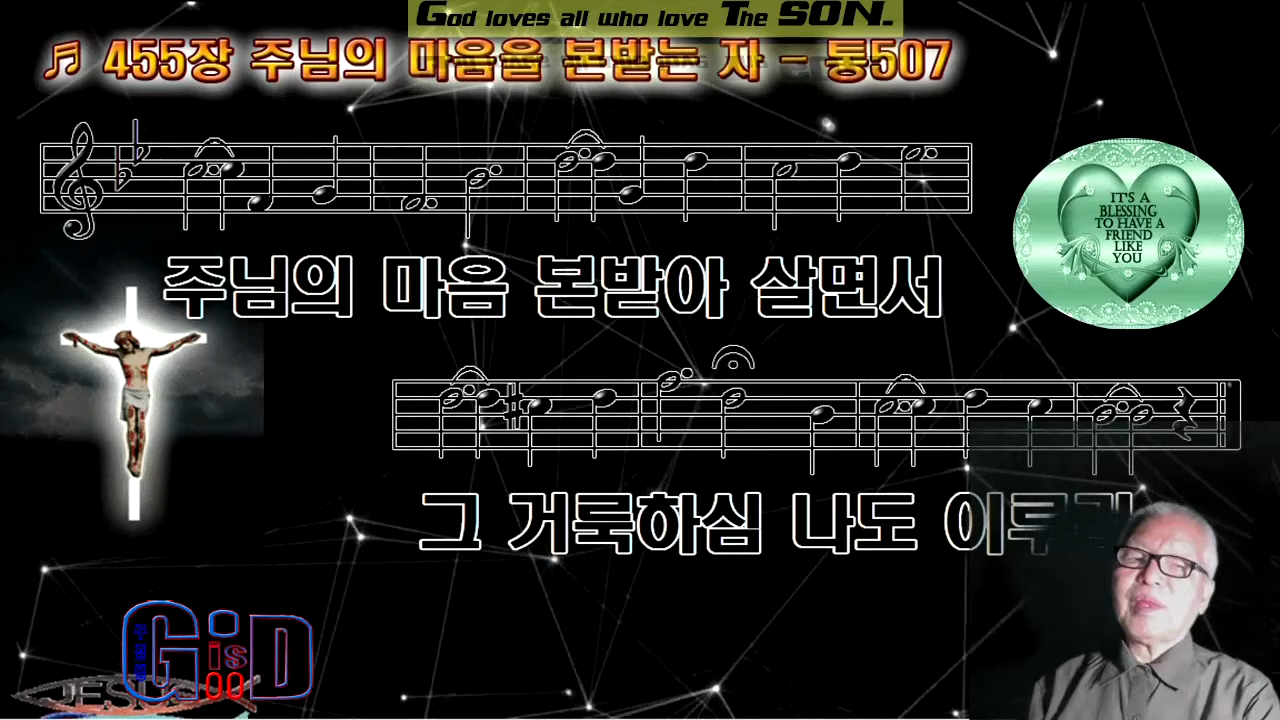 God loves all who love The SON.
♬ 455장 주님의 마음을 본받는 자 - 통507
IT'S A
BLESSING
TO HAVE A
FRIEND
LIKE
YOU
주님의 마음 본받아 살면서
그 거룩하심 나도 이루
G is D
JESUS